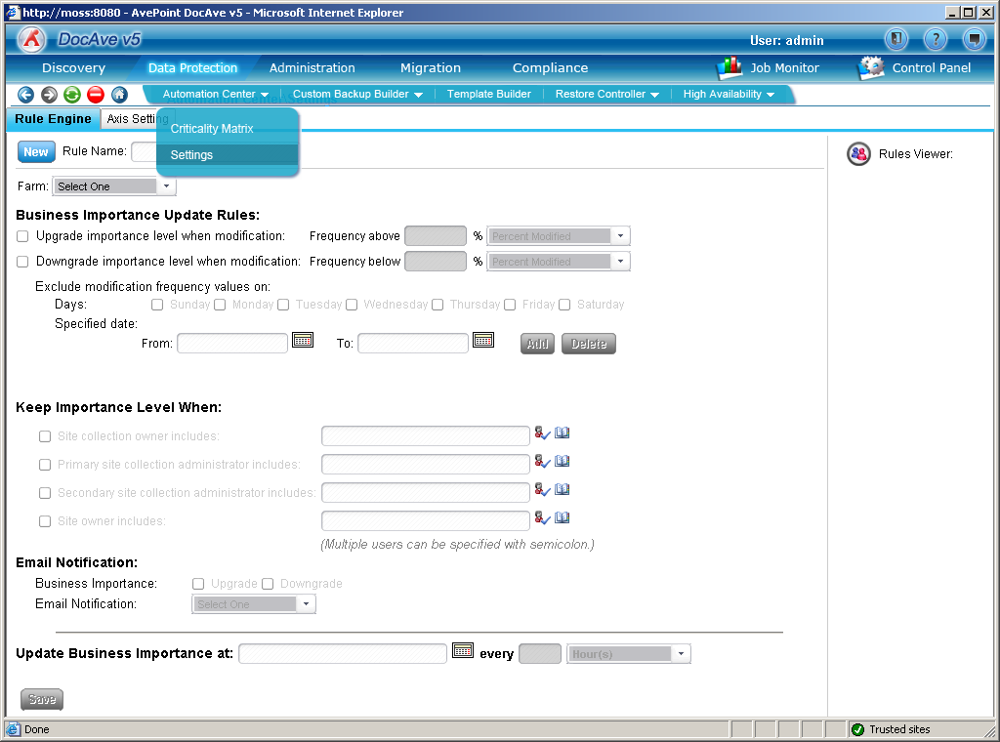 http://moss:8080 - AvePoint DocAve v5 - Microsoft Internet Explorer
DocAve v5
User: admin
?
Discovery Data Protection Administration Migration Compliance Job Monitor Control Panel
Automation Center Custom Backup Builder Template Builder Restore Controller High Availability
Rule Engine Axis Setting
Criticality Matrix
Settings
New Rule Name:
Rules Viewer:
Farm: Select One
Business Importance Update Rules:
Upgrade importance level when modification: Frequency above % Percent Modified
Downgrade importance level when modification: Frequency below % Percent Modified
Exclude modification frequency values on:
Days: Sunday Monday Tuesday Wednesday Thursday Friday Saturday
Specified date:
From: To: Add Delete
Keep Importance Level When:
Site collection owner includes:
Primary site collection administrator includes:
Secondary site collection administrator includes:
Site owner includes:
(Multiple users can be specified with semicolon.)
Email Notification:
Business Importance: Upgrade Downgrade
Email Notification: Select One
Update Business Importance at: every Hour(s)
Save
Done
Trusted sites